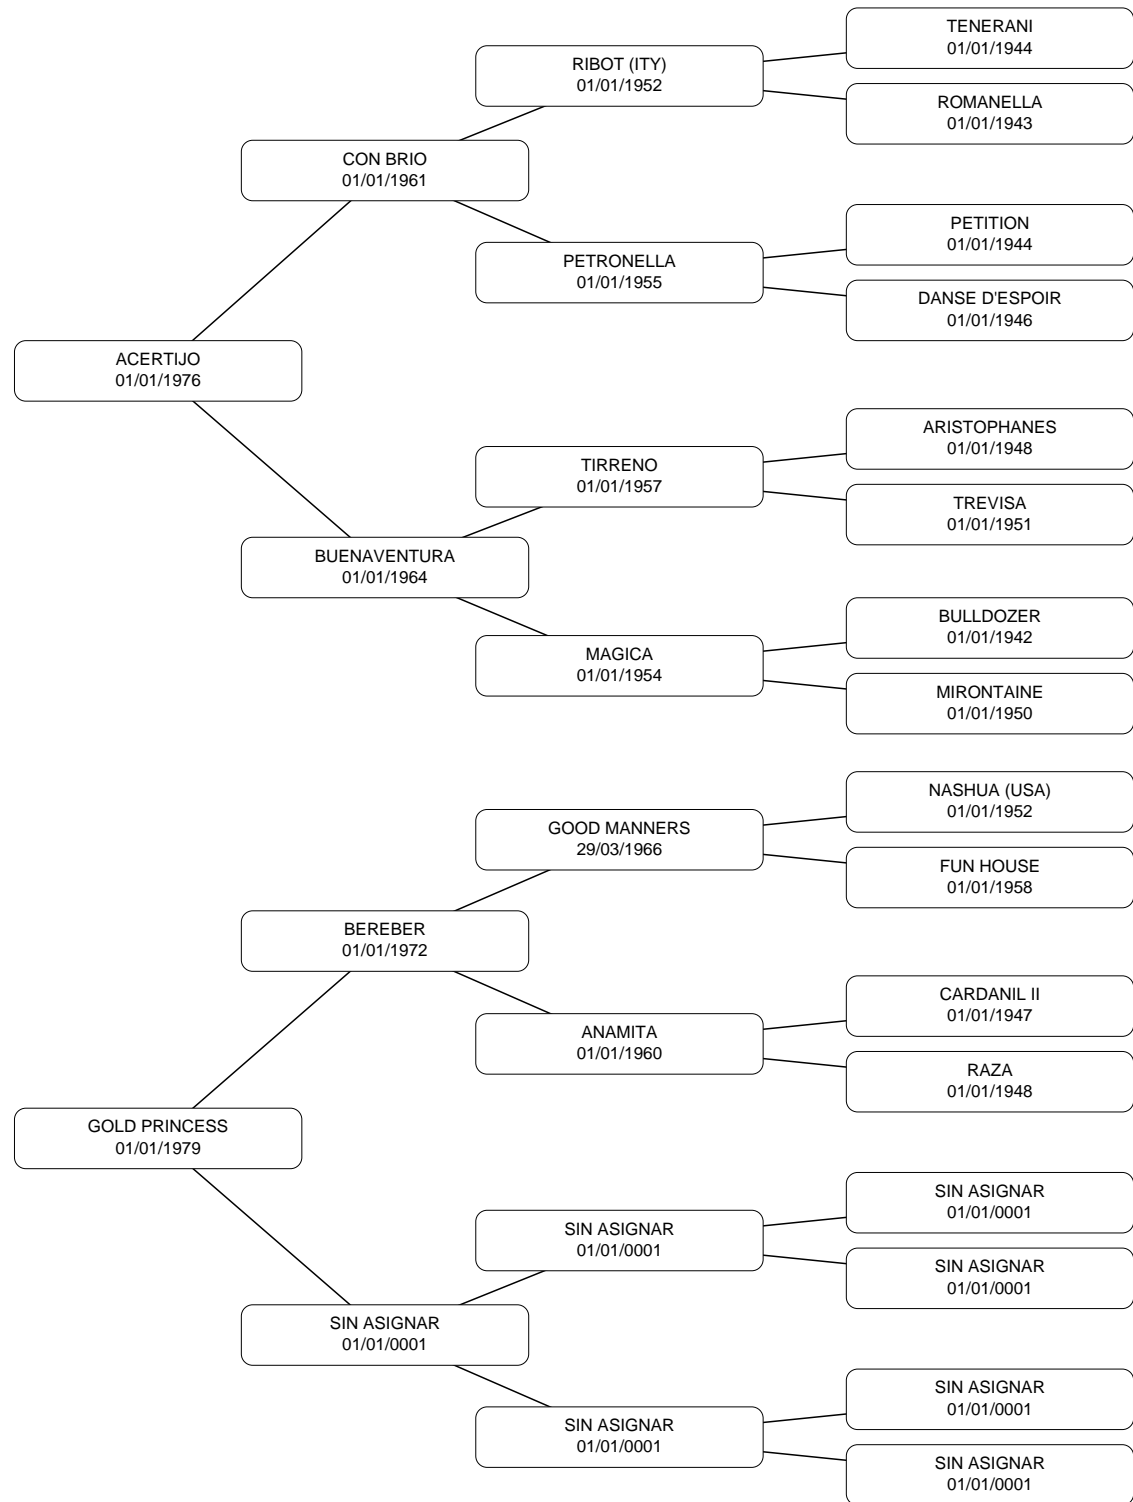 TENERANI
01/01/1944
RIBOT (ITY)
01/01/1952
ROMANELLA
01/01/1943
CON BRIO
01/01/1961
PETITION
01/01/1944
PETRONELLA
01/01/1955
DANSE D'ESPOIR
01/01/1946
ACERTIJO
01/01/1976
ARISTOPHANES
01/01/1948
TIRRENO
01/01/1957
TREVISA
01/01/1951
BUENAVENTURA
01/01/1964
BULLDOZER
01/01/1942
MAGICA
01/01/1954
MIRONTAINE
01/01/1950
NASHUA (USA)
01/01/1952
GOOD MANNERS
29/03/1966
FUN HOUSE
01/01/1958
BEREBER
01/01/1972
CARDANIL II
01/01/1947
ANAMITA
01/01/1960
RAZA
01/01/1948
GOLD PRINCESS
01/01/1979
SIN ASIGNAR
01/01/0001
SIN ASIGNAR
01/01/0001
SIN ASIGNAR
01/01/0001
SIN ASIGNAR
01/01/0001
SIN ASIGNAR
01/01/0001
SIN ASIGNAR
01/01/0001
SIN ASIGNAR
01/01/0001